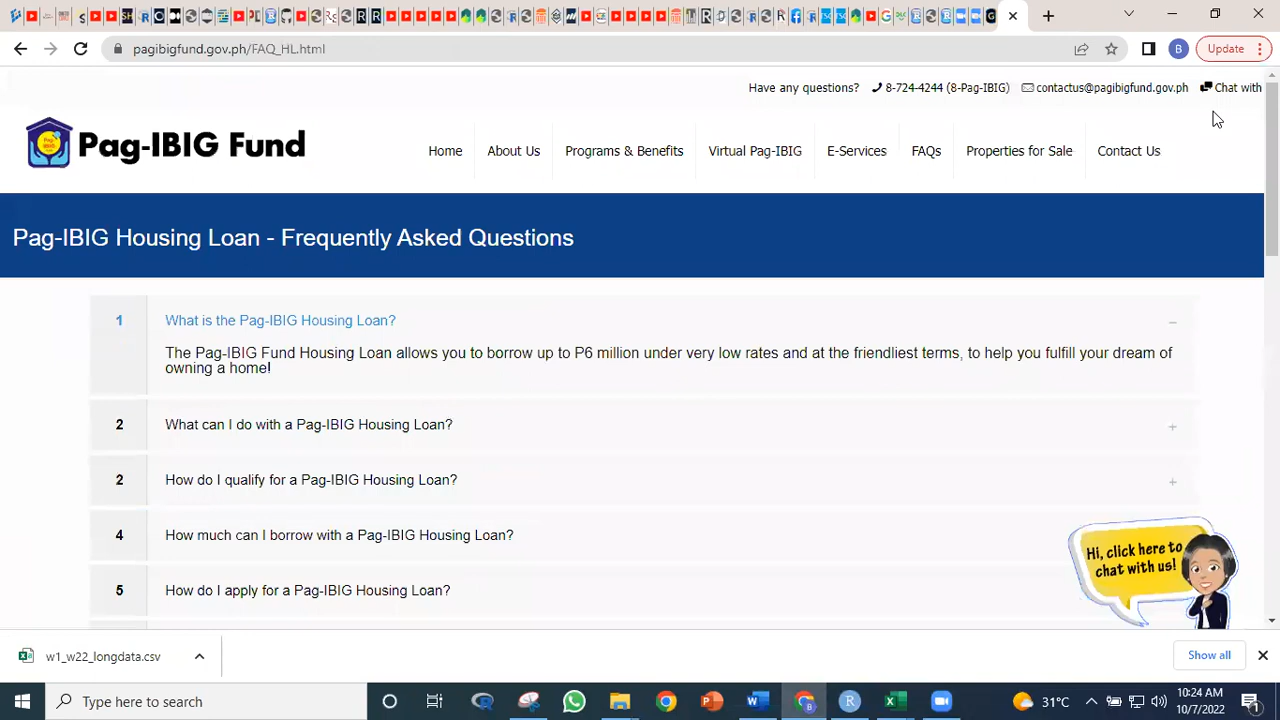 pagibigfund.gov.ph/FAQ_HL.html
B
Update
Have any questions? 8-724-4244 (8-Pag-IBIG) contactus@pagibigfund.gov.ph Chat with
Pag-IBIG Fund
Home About Us Programs & Benefits Virtual Pag-IBIG E-Services FAQs Properties for Sale Contact Us
Pag-IBIG Housing Loan - Frequently Asked Questions
1 What is the Pag-IBIG Housing Loan? −
The Pag-IBIG Fund Housing Loan allows you to borrow up to P6 million under very low rates and at the friendliest terms, to help you fulfill your dream of
owning a home!
2 What can I do with a Pag-IBIG Housing Loan? +
2 How do I qualify for a Pag-IBIG Housing Loan? +
4 How much can I borrow with a Pag-IBIG Housing Loan?
5 How do I apply for a Pag-IBIG Housing Loan?
Hi, click here to
chat with us!
w1_w22_longdata.csv
Show all
Type here to search
31°C
10:24 AM
10/7/2022